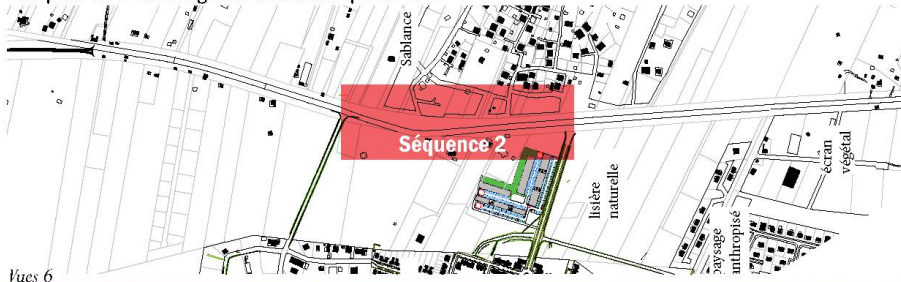 Sablance
Séquence 2
lisière
naturelle
écran
végétal
paysage
anthropisé
Vues 6